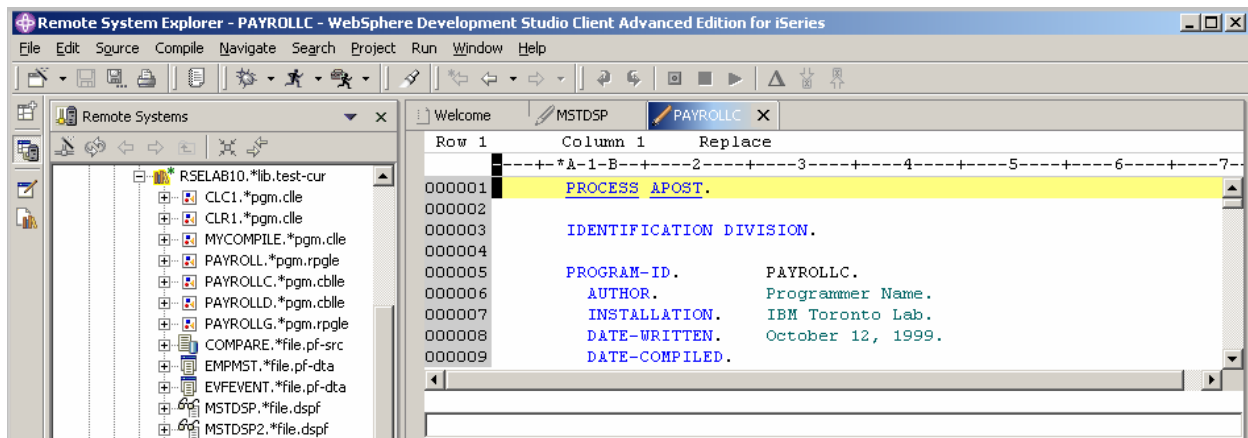 Remote System Explorer - PAYROLLC - WebSphere Development Studio Client Advanced Edition for iSeries
File Edit Source Compile Navigate Search Project Run Window Help
Remote Systems
RSELAB10.*lib.test-cur
CLC1.*pgm.clle
CLR1.*pgm.clle
MYCOMPILE.*pgm.clle
PAYROLL.*pgm.rpgle
PAYROLLC.*pgm.cblle
PAYROLLD.*pgm.cblle
PAYROLLG.*pgm.rpgle
COMPARE.*file.pf-src
EMPMST.*file.pf-dta
EVFEVENT.*file.pf-dta
MSTDSP.*file.dspf
MSTDSP2.*file.dspf
Welcome MSTDSP PAYROLLC
Row 1 Column 1 Replace
----+-*A-1-B--+----2----+----3----+----4----+----5----+----6----+----7--
000001 PROCESS APOST.
000002
000003 IDENTIFICATION DIVISION.
000004
000005 PROGRAM-ID. PAYROLLC.
000006 AUTHOR. Programmer Name.
000007 INSTALLATION. IBM Toronto Lab.
000008 DATE-WRITTEN. October 12, 1999.
000009 DATE-COMPILED.